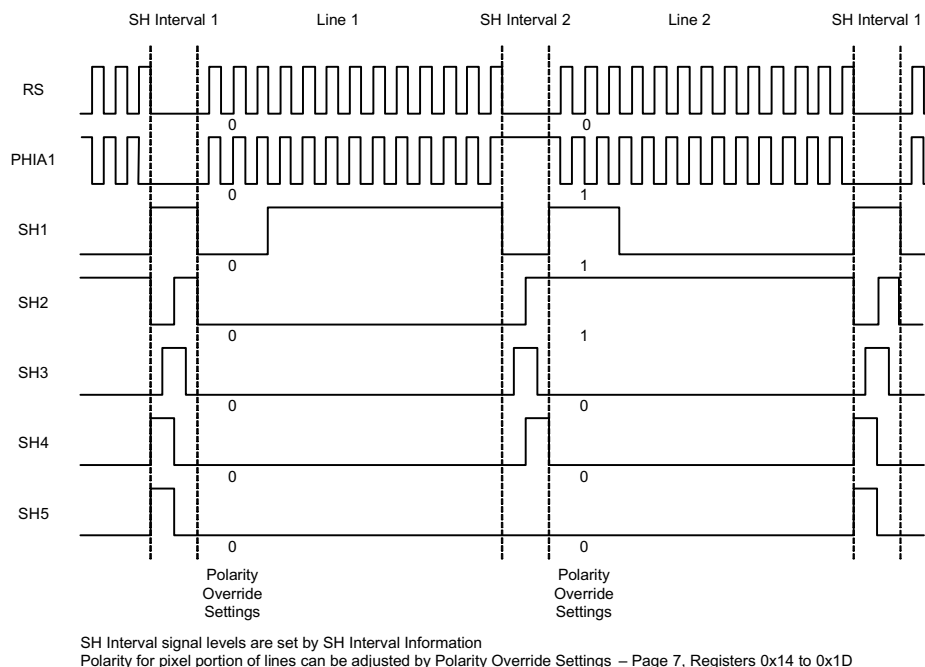 SH Interval 1 Line 1 SH Interval 2 Line 2 SH Interval 1
RS
0 0
PHIA1
0 1
SH1
0 1
SH2
0 1
SH3
0 0
SH4
0 0
SH5
0 0
Polarity Override Settings
Polarity Override Settings
SH Interval signal levels are set by SH Interval Information
Polarity for pixel portion of lines can be adjusted by Polarity Override Settings – Page 7, Registers 0x14 to 0x1D